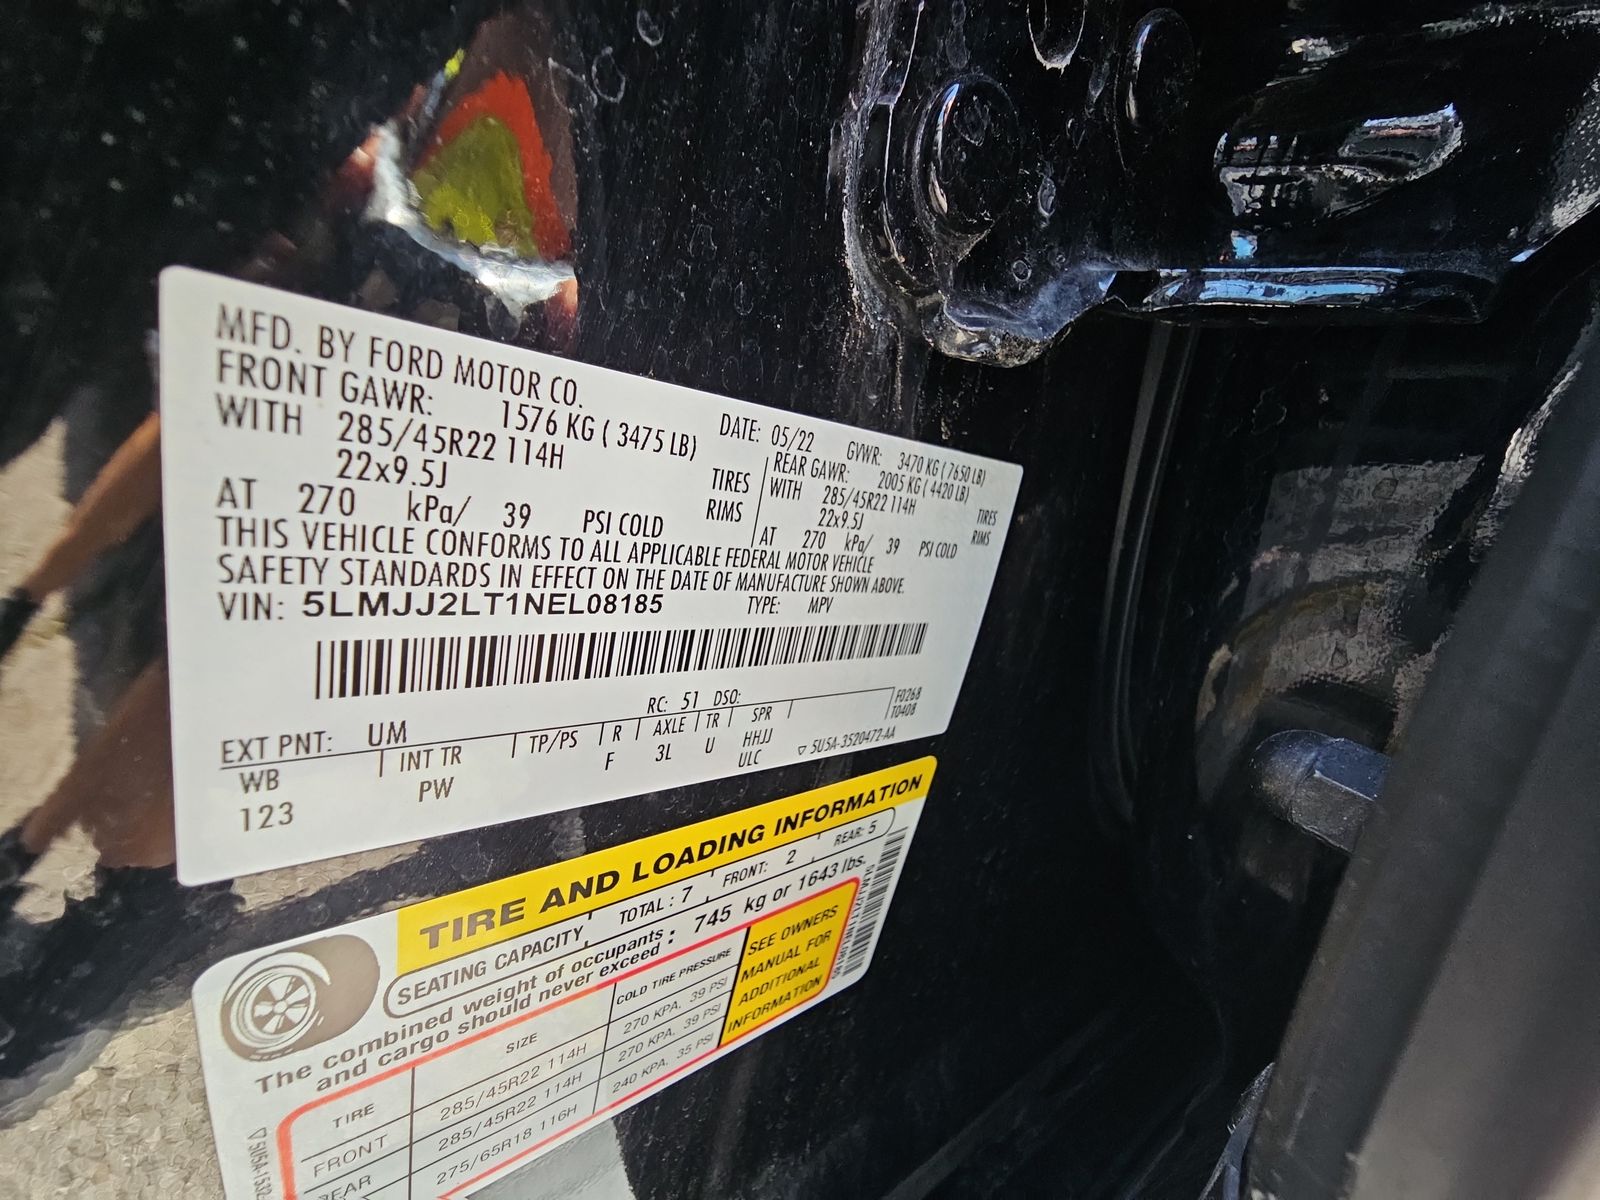 MFD. BY FORD MOTOR CO.
DATE: 05/22 GVWR: 3470 KG (7650 LB)
FRONT GAWR: 1576 KG ( 3475 LB)
WITH 285/45R22 114H TIRES
22x9.5J RIMS
AT 270 kPa/ 39 PSI COLD
REAR GAWR: 2005 KG ( 4420 LB)
WITH 285/45R22 114H TIRES
22x9.5J RIMS
AT 270 kPa/ 39 PSI COLD
THIS VEHICLE CONFORMS TO ALL APPLICABLE FEDERAL MOTOR VEHICLE
SAFETY STANDARDS IN EFFECT ON THE DATE OF MANUFACTURE SHOWN ABOVE.
VIN: 5LMJJ2LT1NEL08185 TYPE: MPV
EXT PNT: UM RC: 51 DSO: F0268
WB INT TR TP/PS R AXLE TR SPR T0408
123 PW F 3L U HHJJ
ULC ▽ 5U5A-3520472-AA
TIRE AND LOADING INFORMATION
SEATING CAPACITY TOTAL : 7 FRONT: 2 REAR: 5
The combined weight of occupants
and cargo should never exceed : 745 kg or 1643 lbs.
TIRE SIZE COLD TIRE PRESSURE
FRONT 285/45R22 114H 270 KPA, 39 PSI
REAR 285/45R22 114H 270 KPA, 39 PSI
275/65R18 116H 240 KPA, 35 PSI
SEE OWNERS
MANUAL FOR
ADDITIONAL
INFORMATION
5LMJJ2LT1NEL08185
▽ 5U5A-1532